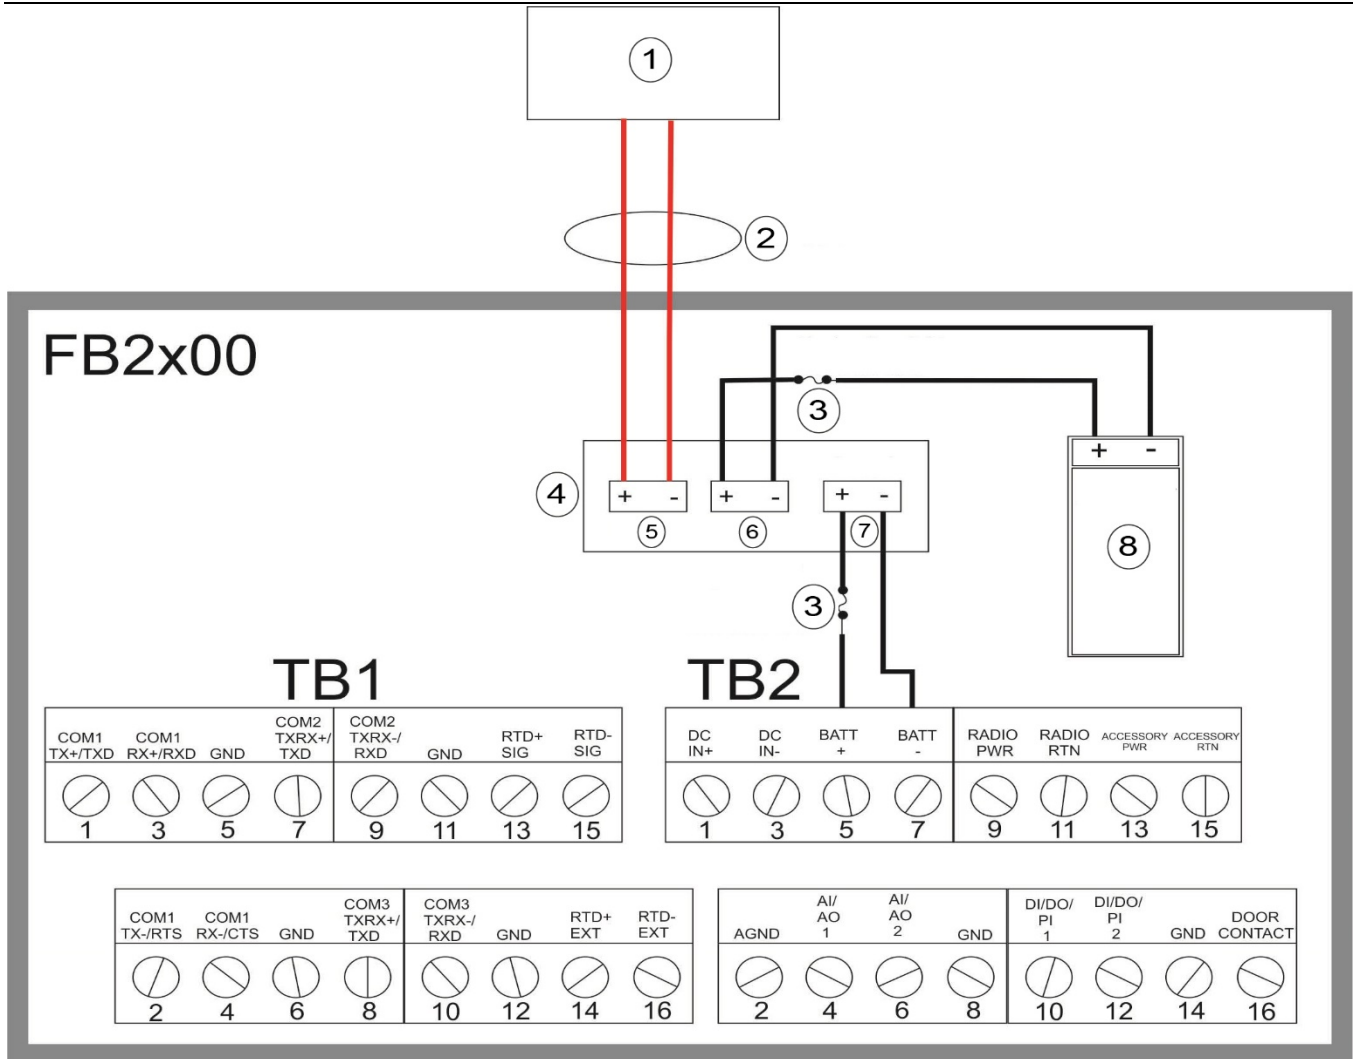 1
2
FB2x00
3
+ -
4
+ - + - + -
5 6 7
8
3
TB1 TB2
COM1 TX+/TXD
COM1 RX+/RXD
GND
COM2 TXRX+/ TXD
COM2 TXRX-/ RXD
GND
RTD+ SIG
RTD- SIG
1 3 5 7 9 11 13 15
DC IN+
DC IN-
BATT +
BATT -
RADIO PWR
RADIO RTN
ACCESSORY PWR
ACCESSORY RTN
1 3 5 7 9 11 13 15
COM1 TX-/RTS
COM1 RX-/CTS
GND
COM3 TXRX+/ TXD
COM3 TXRX-/ RXD
GND
RTD+ EXT
RTD- EXT
2 4 6 8 10 12 14 16
AGND
AI/ AO 1
AI/ AO 2
GND
DI/DO/ PI 1
DI/DO/ PI 2
GND
DOOR CONTACT
2 4 6 8 10 12 14 16